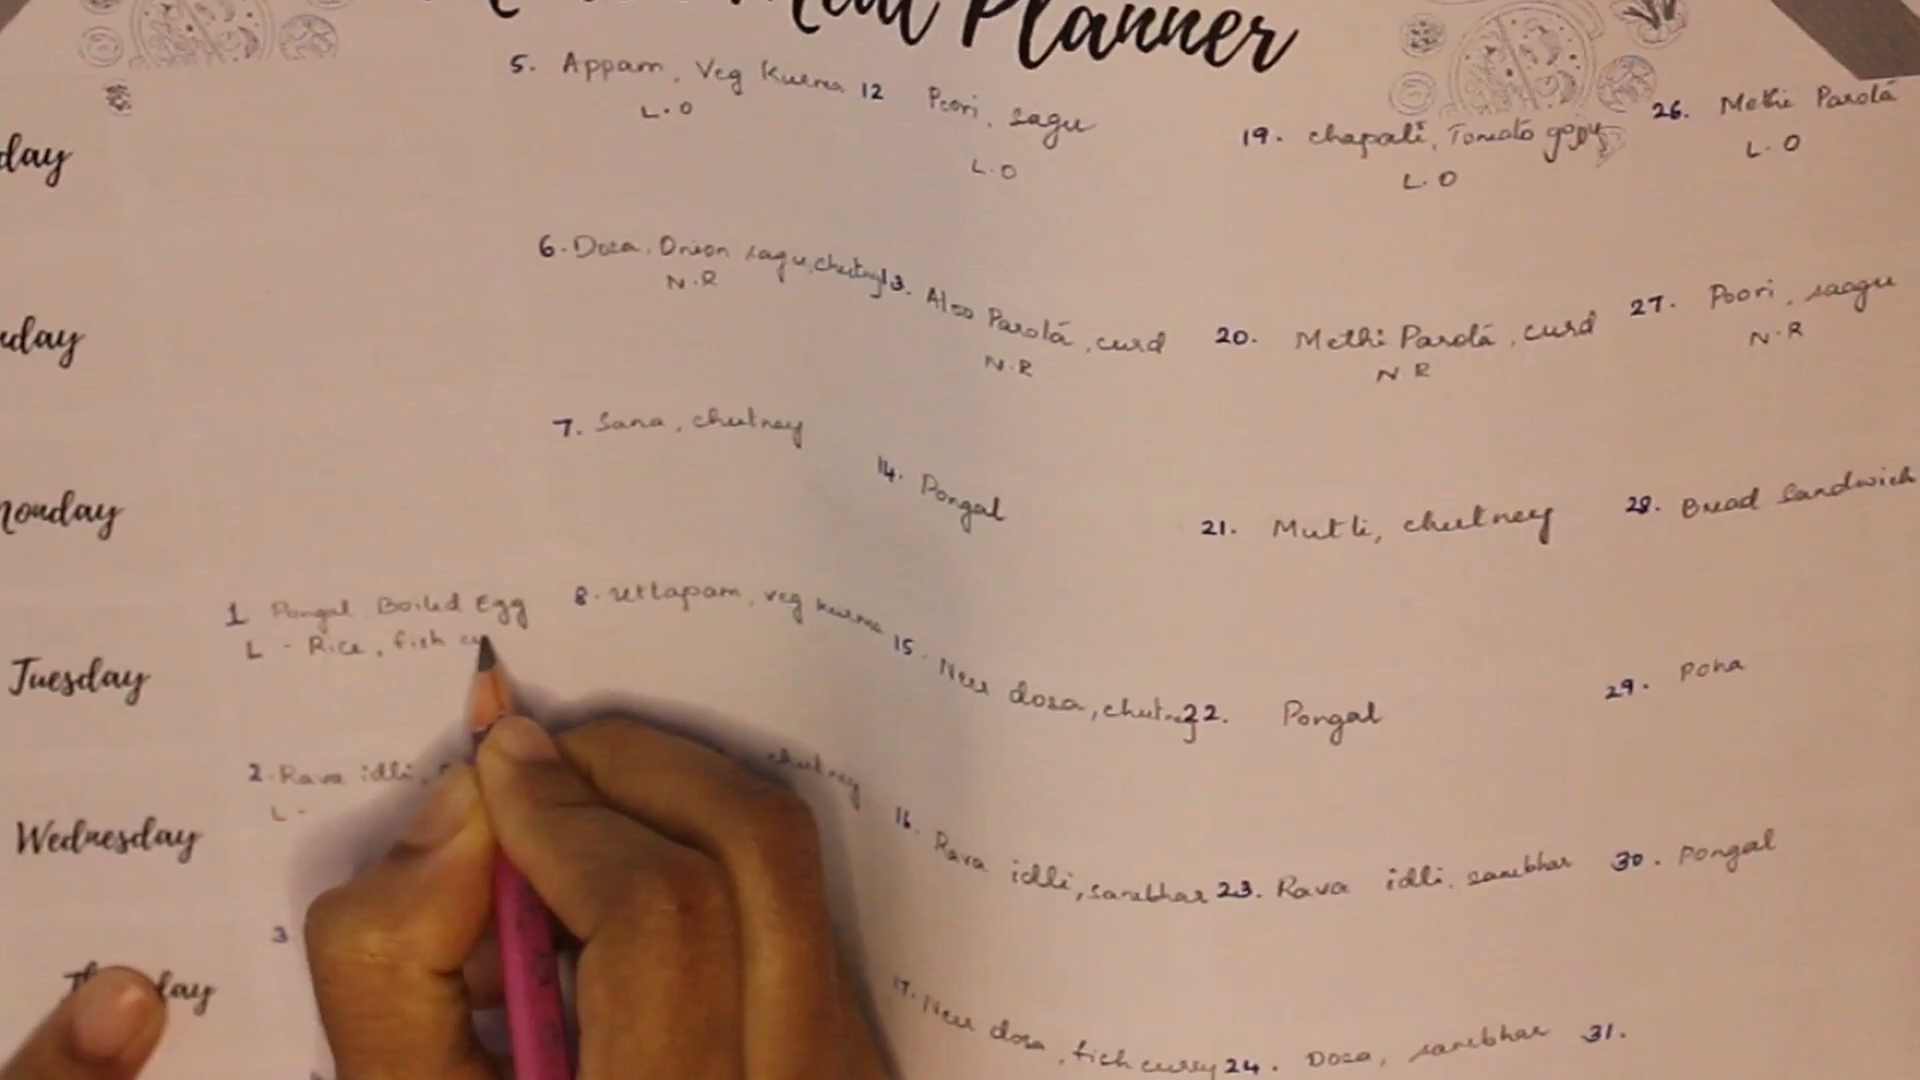 Meal Planner
day
5. Appam, Veg Kurma
L.O
12 Poori, sagu
L.O
19. chapati, Tomato gojju
L.O
26. Methi Parota
L.O
day
6. Dosa, Onion sagu, chutney
N.R
13. Aloo Parota, curd
N.R
20. Methi Parota, curd
N R
27. Poori, saagu
N.R
Monday
7. Sana, chutney
14. Pongal
21. Mutli, chutney
28. Bread Sandwich
Tuesday
1 Pongal Boiled Egg
L - Rice, fish cu
8. uttapam, veg kurma
15. Neer dosa, chutney
22. Pongal
29. Poha
Wednesday
2. Rava idli,
L -
chutney
16. Rava idli, sambhar
23. Rava idli, sambhar
30. Pongal
day
3
17. Neer dosa, fish curry
24. Dosa, sambhar
31.